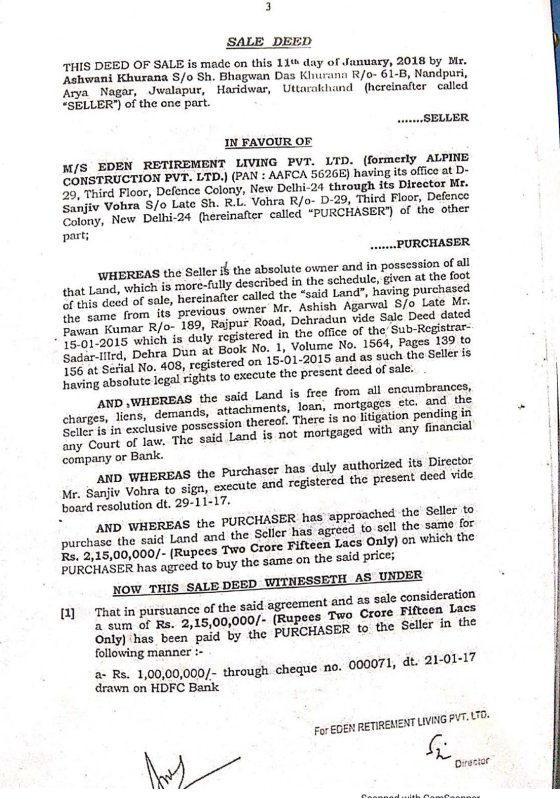 3
SALE DEED
THIS DEED OF SALE is made on this 11th day of January, 2018 by Mr.
Ashwani Khurana S/o Sh. Bhagwan Das Khurana R/o- 61-B, Nandpuri,
Arya Nagar, Jwalapur, Haridwar, Uttarakhand (hereinafter called
"SELLER") of the one part.
.......SELLER
IN FAVOUR OF
M/S EDEN RETIREMENT LIVING PVT. LTD. (formerly ALPINE
CONSTRUCTION PVT. LTD.) (PAN : AAFCA 5626E) having its office at D-
29, Third Floor, Defence Colony, New Delhi-24 through its Director Mr.
Sanjiv Vohra S/o Late Sh. R.L. Vohra R/o- D-29, Third Floor, Defence
Colony, New Delhi-24 (hereinafter called "PURCHASER") of the other
part;
.......PURCHASER
WHEREAS the Seller is the absolute owner and in possession of all
that Land, which is more-fully described in the schedule, given at the foot
of this deed of sale, hereinafter called the "said Land", having purchased
the same from its previous owner Mr. Ashish Agarwal S/o Late Mr.
Pawan Kumar R/o- 189, Rajpur Road, Dehradun vide Sale Deed dated
15-01-2015 which is duly registered in the office of the Sub-Registrar-
Sadar-IIIrd, Dehra Dun at Book No. 1, Volume No. 1564, Pages 139 to
156 at Serial No. 408, registered on 15-01-2015 and as such the Seller is
having absolute legal rights to execute the present deed of sale.
AND WHEREAS the said Land is free from all encumbrances,
charges, liens, demands, attachments, loan, mortgages etc. and the
Seller is in exclusive possession thereof. There is no litigation pending in
any Court of law. The said Land is not mortgaged with any financial
company or Bank.
AND WHEREAS the Purchaser has duly authorized its Director
Mr. Sanjiv Vohra to sign, execute and registered the present deed vide
board resolution dt. 29-11-17.
AND WHEREAS the PURCHASER has approached the Seller to
purchase the said Land and the Seller has agreed to sell the same for
Rs. 2,15,00,000/- (Rupees Two Crore Fifteen Lacs Only) on which the
PURCHASER has agreed to buy the same on the said price;
NOW THIS SALE DEED WITNESSETH AS UNDER
[1] That in pursuance of the said agreement and as sale consideration
a sum of Rs. 2,15,00,000/- (Rupees Two Crore Fifteen Lacs
Only) has been paid by the PURCHASER to the Seller in the
following manner :-
a- Rs. 1,00,00,000/- through cheque no. 000071, dt. 21-01-17
drawn on HDFC Bank
For EDEN RETIREMENT LIVING PVT. LTD.
Director
Scanned with CamScanner